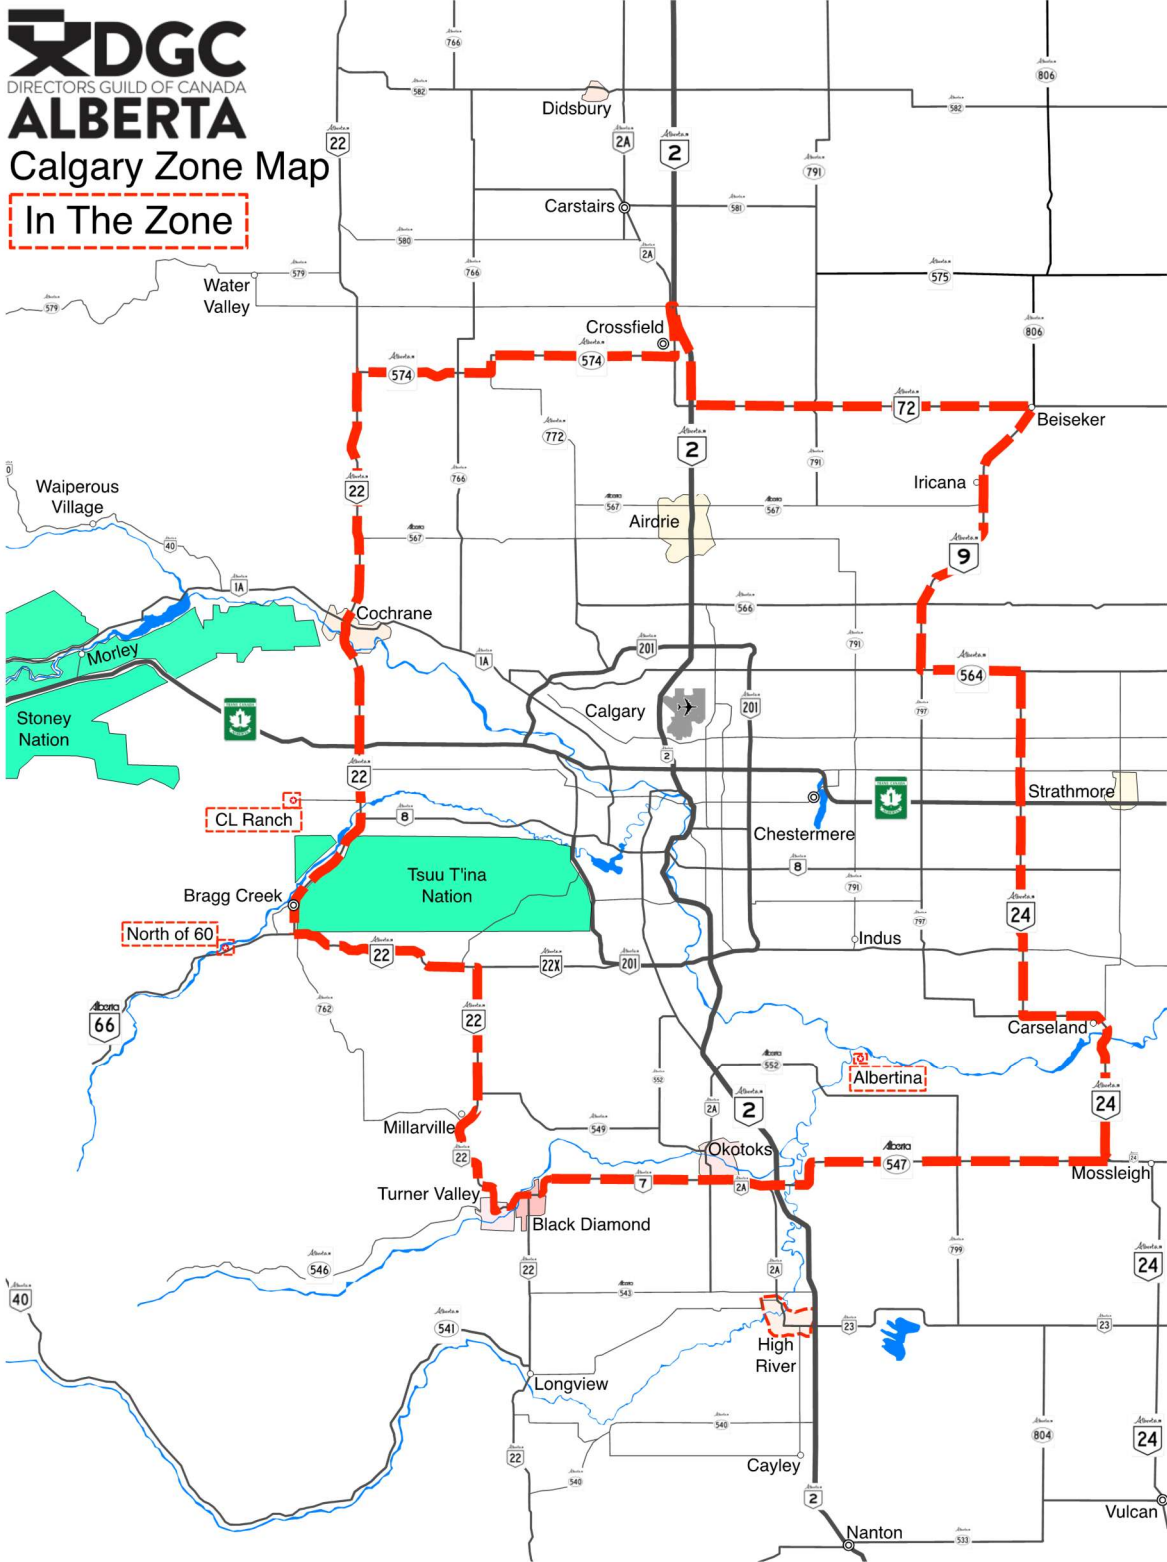 DGC
DIRECTORS GUILD OF CANADA
ALBERTA
Calgary Zone Map
In The Zone
766
806
582
Didsbury
582
22
2A
2
791
Carstairs
581
580
2A
766
579
575
Water
Valley
579
806
Crossfield
574
574
72
Beiseker
772
2
791
766
Iricana
22
Waiperous
Village
567
567
Airdrie
567
40
9
1A
566
Cochrane
791
201
Morley
1A
564
Stoney
Nation
1
Calgary
201
797
2
22
Strathmore
1
CL Ranch
8
Chestermere
8
Tsuu T'ina
Nation
791
Bragg Creek
24
797
North of 60
Indus
22
22X
201
762
66
22
Carseland
552
552
Albertina
2A
2
24
Millarville
549
22
Okotoks
547
24
Mossleigh
7
2A
Turner Valley
Black Diamond
799
546
22
2A
24
543
40
541
23
23
High
River
Longview
540
804
24
22
Cayley
540
2
Vulcan
Nanton
533